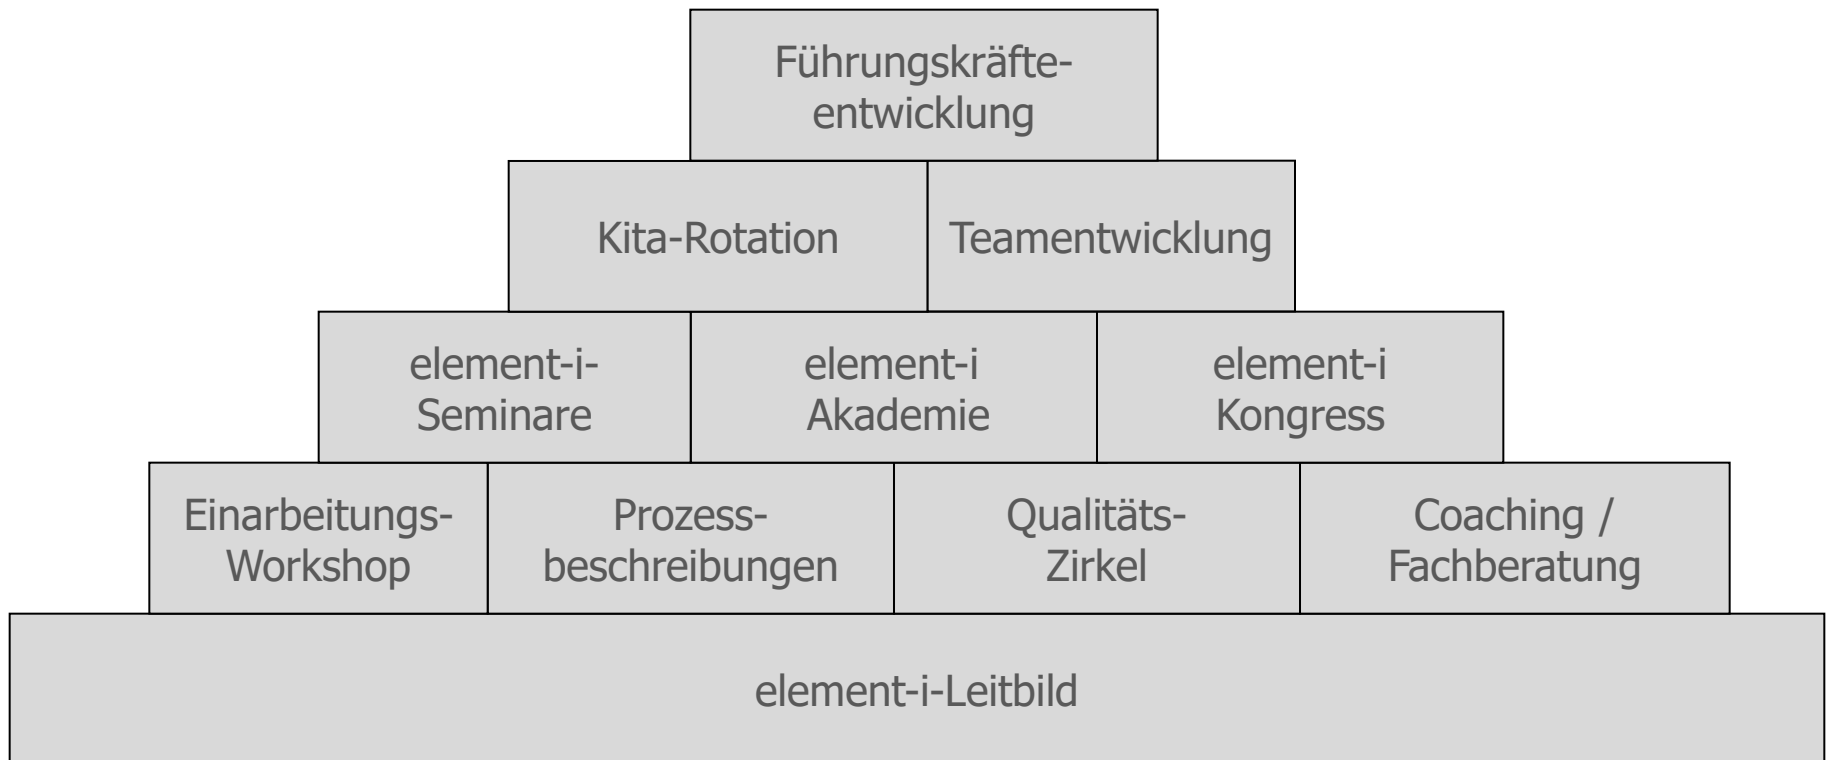 Führungskräfte-
entwicklung
Kita-Rotation
Teamentwicklung
element-i-
Seminare
element-i
Akademie
element-i
Kongress
Einarbeitungs-
Workshop
Prozess-
beschreibungen
Qualitäts-
Zirkel
Coaching /
Fachberatung
element-i-Leitbild